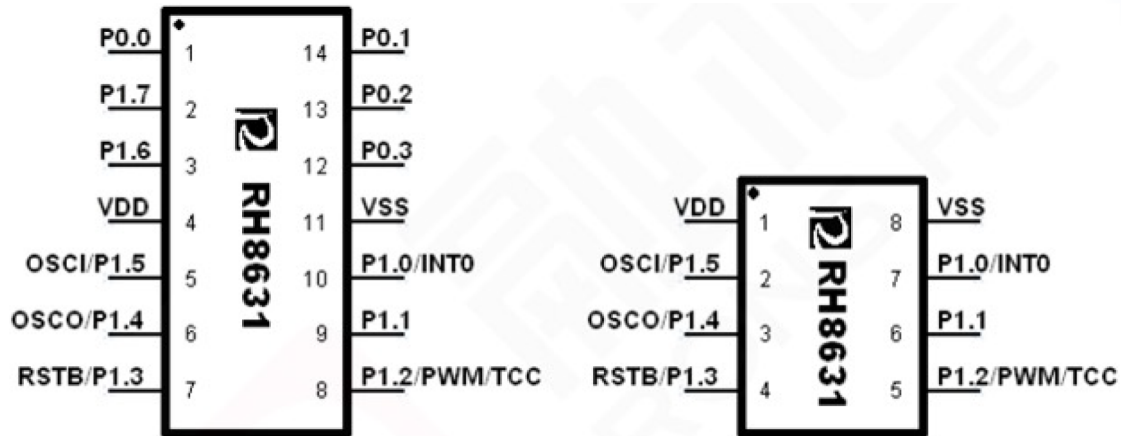 P0.0 1 14 P0.1
P1.7 2 13 P0.2
P1.6 3 12 P0.3
VDD 4 11 VSS
OSCI/P1.5 5 10 P1.0/INT0
OSCO/P1.4 6 9 P1.1
RSTB/P1.3 7 8 P1.2/PWM/TCC
RH8631
VDD 1 8 VSS
OSCI/P1.5 2 7 P1.0/INT0
OSCO/P1.4 3 6 P1.1
RSTB/P1.3 4 5 P1.2/PWM/TCC
RH8631